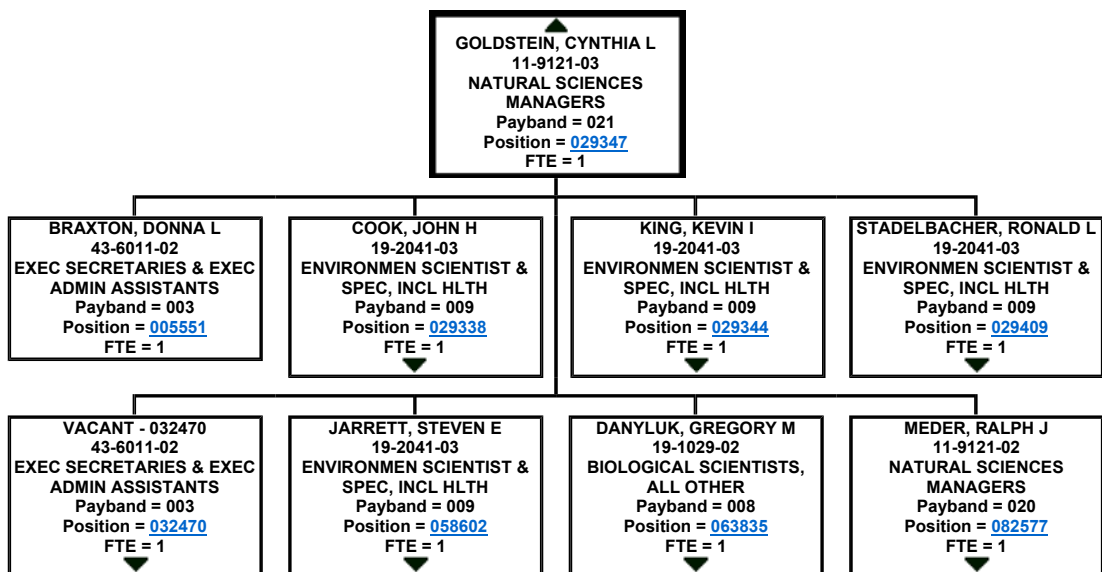 GOLDSTEIN, CYNTHIA L
11-9121-03
NATURAL SCIENCES
MANAGERS
Payband = 021
Position = 029347
FTE = 1
BRAXTON, DONNA L
43-6011-02
EXEC SECRETARIES & EXEC
ADMIN ASSISTANTS
Payband = 003
Position = 005551
FTE = 1
COOK, JOHN H
19-2041-03
ENVIRONMEN SCIENTIST &
SPEC, INCL HLTH
Payband = 009
Position = 029338
FTE = 1
KING, KEVIN I
19-2041-03
ENVIRONMEN SCIENTIST &
SPEC, INCL HLTH
Payband = 009
Position = 029344
FTE = 1
STADELBACHER, RONALD L
19-2041-03
ENVIRONMEN SCIENTIST &
SPEC, INCL HLTH
Payband = 009
Position = 029409
FTE = 1
VACANT - 032470
43-6011-02
EXEC SECRETARIES & EXEC
ADMIN ASSISTANTS
Payband = 003
Position = 032470
FTE = 1
JARRETT, STEVEN E
19-2041-03
ENVIRONMEN SCIENTIST &
SPEC, INCL HLTH
Payband = 009
Position = 058602
FTE = 1
DANYLUK, GREGORY M
19-1029-02
BIOLOGICAL SCIENTISTS,
ALL OTHER
Payband = 008
Position = 063835
FTE = 1
MEDER, RALPH J
11-9121-02
NATURAL SCIENCES
MANAGERS
Payband = 020
Position = 082577
FTE = 1